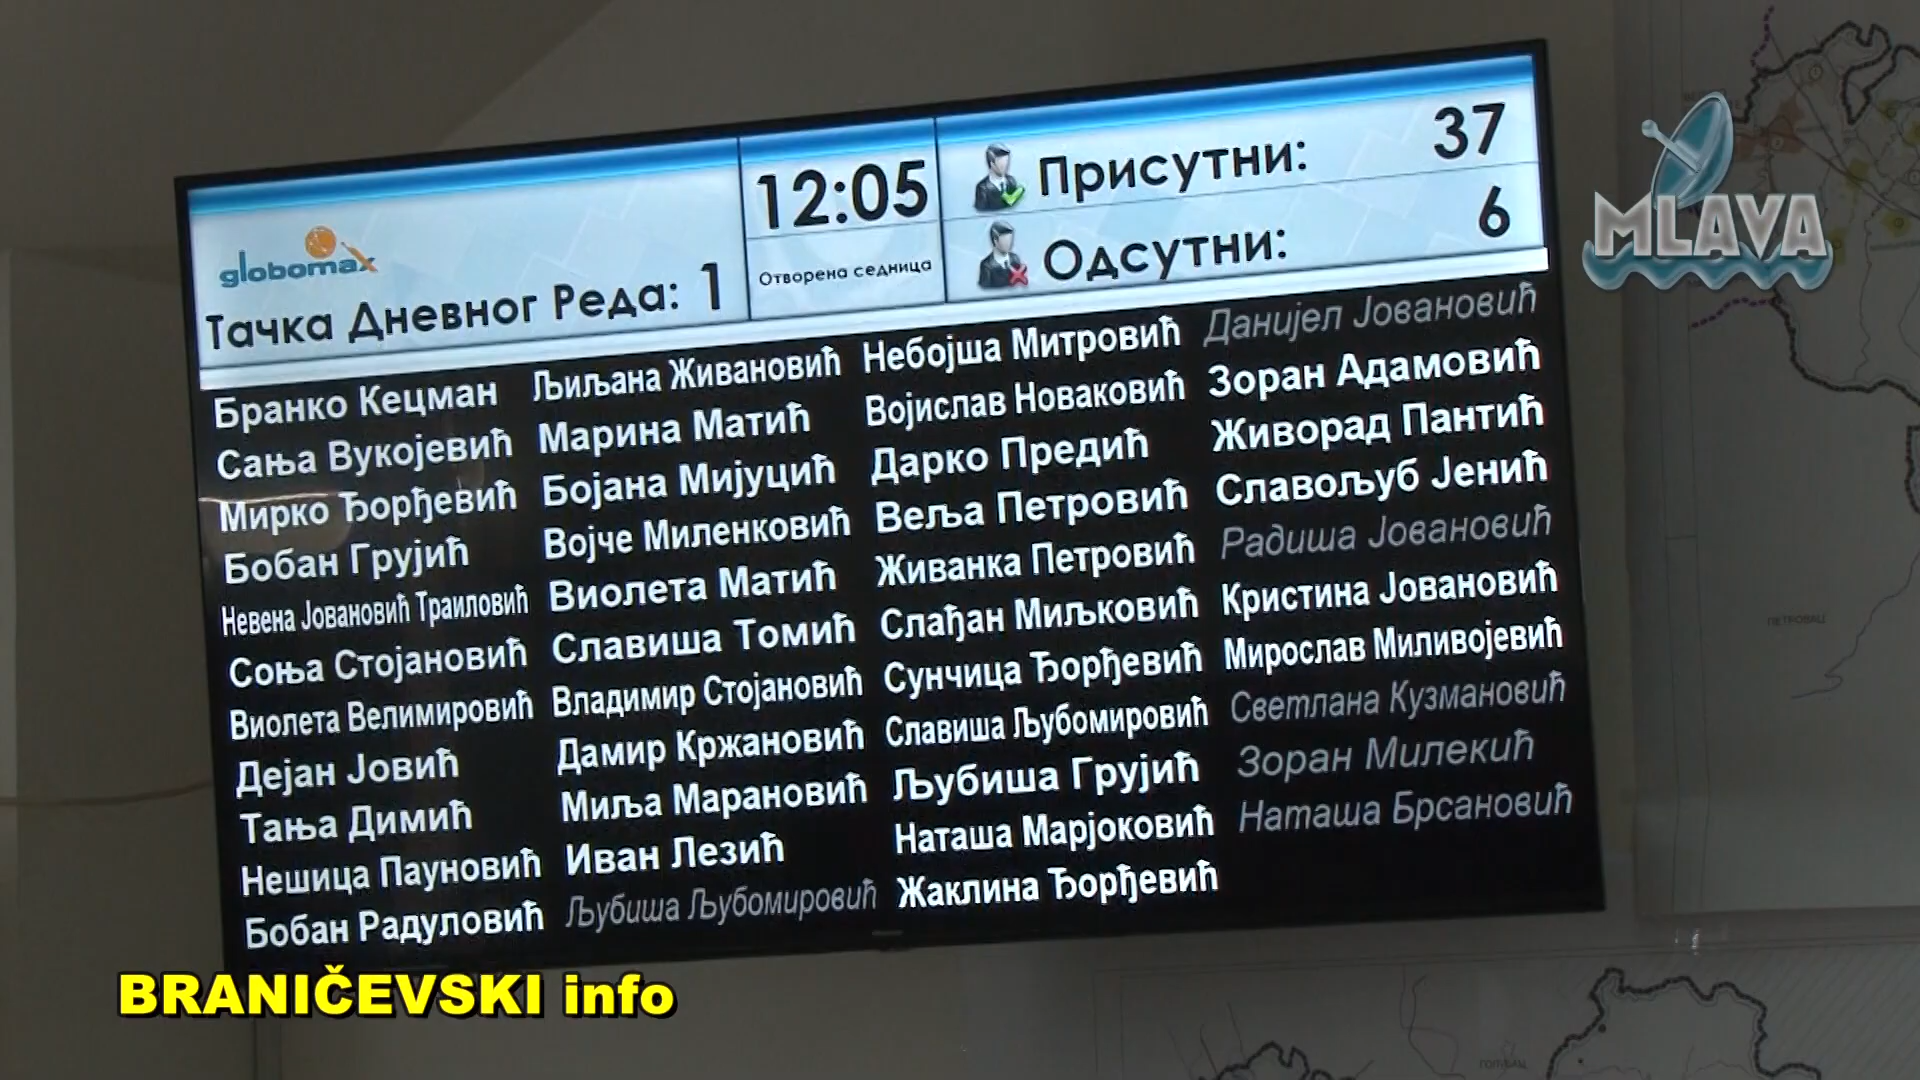 globomax
Тачка Дневног Реда: 1
12:05
Отворена седница
Присутни: 37
Одсутни: 6
Бранко Кецман
Сања Вукојевић
Мирко Ђорђевић
Бобан Грујић
Невена Јовановић Траиловић
Соња Стојановић
Виолета Велимировић
Дејан Јовић
Тања Димић
Нешица Пауновић
Бобан Радуловић
Љиљана Живановић
Марина Матић
Бојана Мијуцић
Војче Миленковић
Виолета Матић
Славиша Томић
Владимир Стојановић
Дамир Кржановић
Миља Марановић
Иван Лезић
Љубиша Љубомировић
Небојша Митровић
Војислав Новаковић
Дарко Предић
Веља Петровић
Живанка Петровић
Слађан Миљковић
Сунчица Ђорђевић
Славиша Љубомировић
Љубиша Грујић
Наташа Марјоковић
Жаклина Ђорђевић
Данијел Јовановић
Зоран Адамовић
Живорад Пантић
Славољуб Јенић
Радиша Јовановић
Кристина Јовановић
Мирослав Миливојевић
Светлана Кузмановић
Зоран Милекић
Наташа Брсановић
MLAVA
ПЕТРОВАЦ
BRANIČEVSKI info